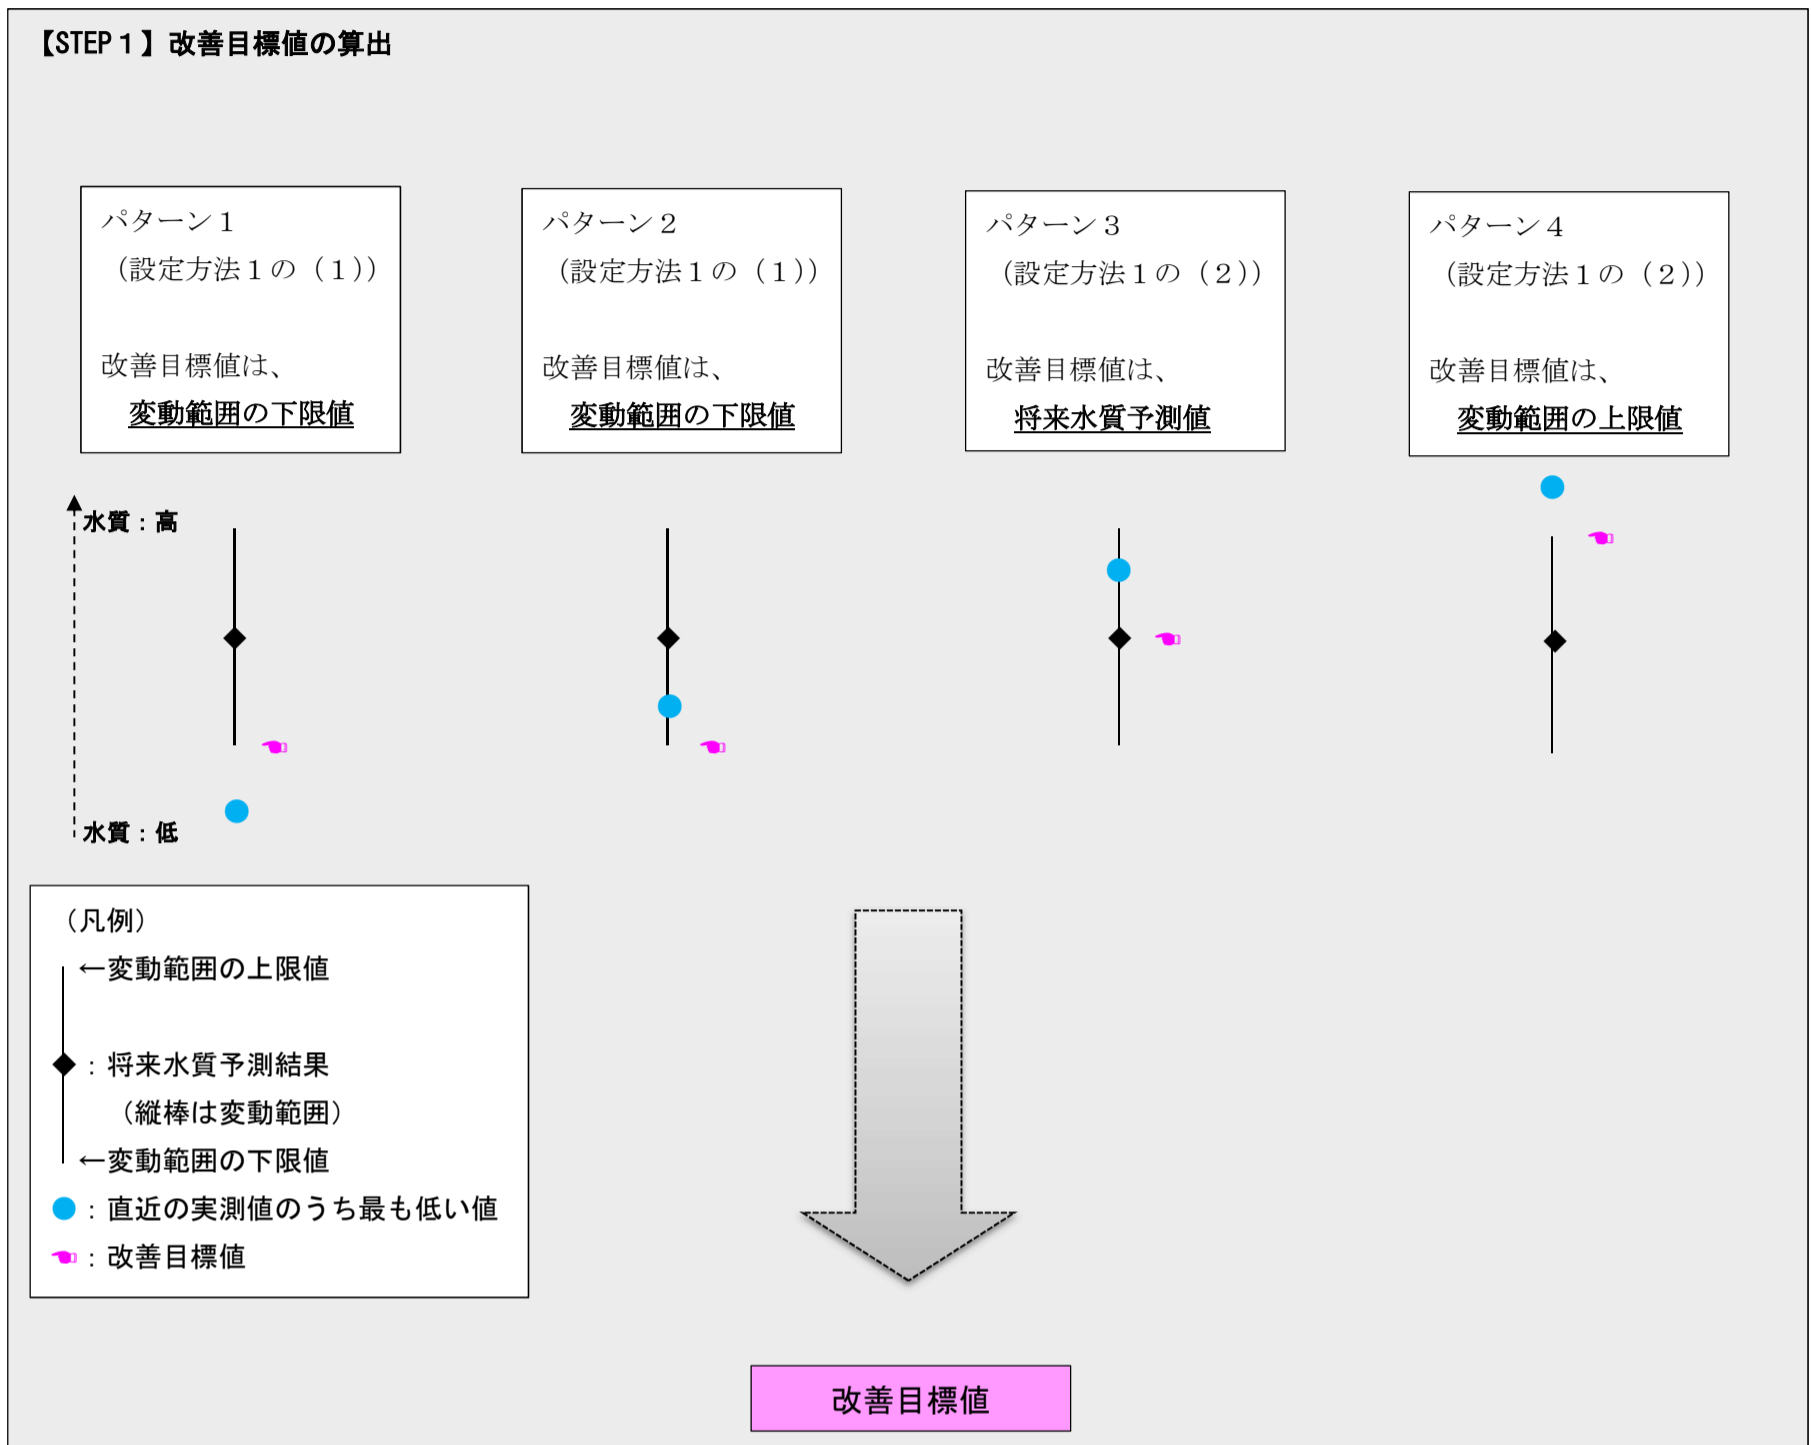 【STEP１】改善目標値の算出
パターン１
（設定方法１の（１））
改善目標値は、
変動範囲の下限値
パターン２
（設定方法１の（１））
改善目標値は、
変動範囲の下限値
パターン３
（設定方法１の（２））
改善目標値は、
将来水質予測値
パターン４
（設定方法１の（２））
改善目標値は、
変動範囲の上限値
水質：高
水質：低
（凡例）
←変動範囲の上限値
：将来水質予測結果
（縦棒は変動範囲）
←変動範囲の下限値
：直近の実測値のうち最も低い値
：改善目標値
改善目標値